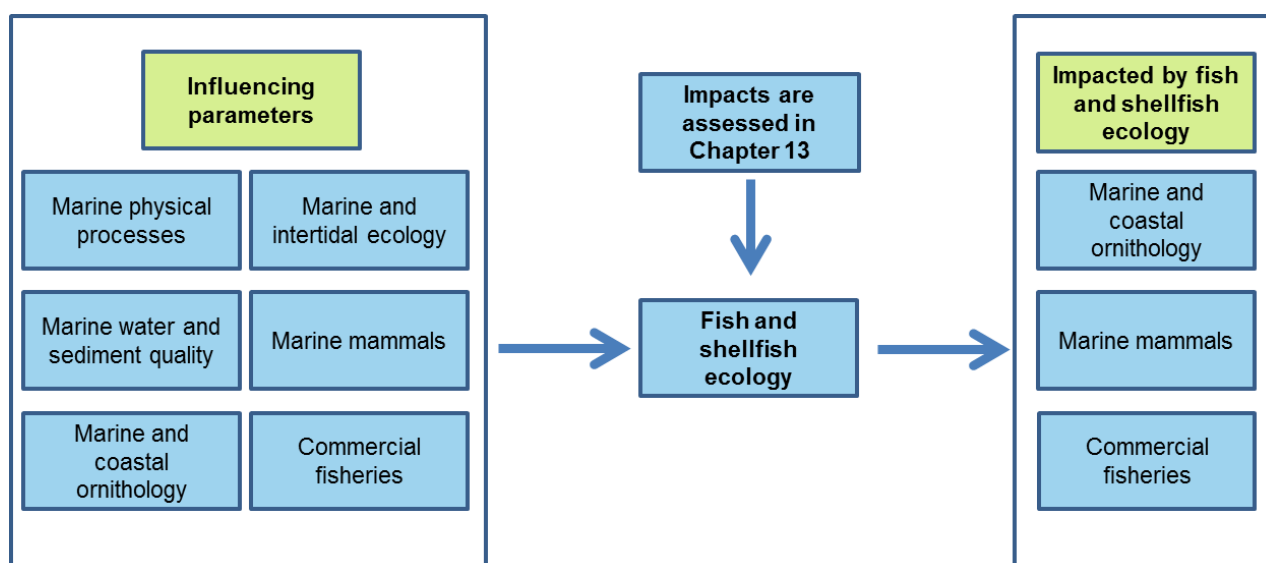 Influencing
parameters
Marine physical
processes
Marine and
intertidal ecology
Marine water and
sediment quality
Marine mammals
Marine and
coastal
ornithology
Commercial
fisheries
Impacts are
assessed in
Chapter 13
Fish and
shellfish
ecology
Impacted by fish
and shellfish
ecology
Marine and
coastal
ornithology
Marine mammals
Commercial
fisheries